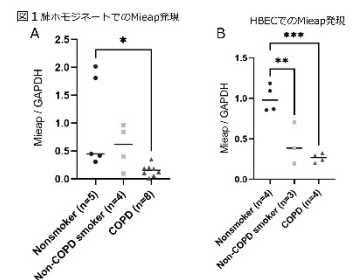 図1 肺ホモジネートでのMieap発現
HBECでのMieap発現
A
B
*
***
**
Mieap / GAPDH
2.5
2.0
1.5
1.0
0.5
0.0
Nonsmoker (n=5)
Non-COPD smoker (n=4)
COPD (n=8)
Mieap / GAPDH
1.5
1.0
0.5
0.0
Nonsmoker (n=4)
Non-COPD smoker (n=3)
COPD (n=4)